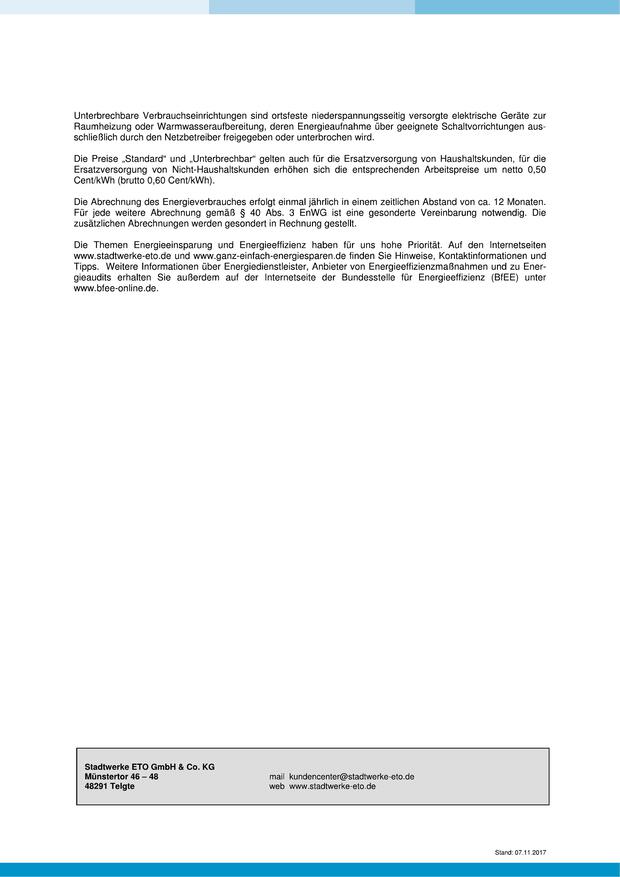 Unterbrechbare Verbrauchseinrichtungen sind ortsfeste niederspannungsseitig versorgte elektrische Geräte zur
Raumheizung oder Warmwasseraufbereitung, deren Energieaufnahme über geeignete Schaltvorrichtungen aus-
schließlich durch den Netzbetreiber freigegeben oder unterbrochen wird.
Die Preise „Standard“ und „Unterbrechbar“ gelten auch für die Ersatzversorgung von Haushaltskunden, für die
Ersatzversorgung von Nicht-Haushaltskunden erhöhen sich die entsprechenden Arbeitspreise um netto 0,50
Cent/kWh (brutto 0,60 Cent/kWh).
Die Abrechnung des Energieverbrauches erfolgt einmal jährlich in einem zeitlichen Abstand von ca. 12 Monaten.
Für jede weitere Abrechnung gemäß § 40 Abs. 3 EnWG ist eine gesonderte Vereinbarung notwendig. Die
zusätzlichen Abrechnungen werden gesondert in Rechnung gestellt.
Die Themen Energieeinsparung und Energieeffizienz haben für uns hohe Priorität. Auf den Internetseiten
www.stadtwerke-eto.de und www.ganz-einfach-energiesparen.de finden Sie Hinweise, Kontaktinformationen und
Tipps. Weitere Informationen über Energiedienstleister, Anbieter von Energieeffizienzmaßnahmen und zu Ener-
gieaudits erhalten Sie außerdem auf der Internetseite der Bundesstelle für Energieeffizienz (BfEE) unter
www.bfee-online.de.
Stadtwerke ETO GmbH & Co. KG
Münstertor 46 – 48 mail kundencenter@stadtwerke-eto.de
48291 Telgte web www.stadtwerke-eto.de
Stand: 07.11.2017